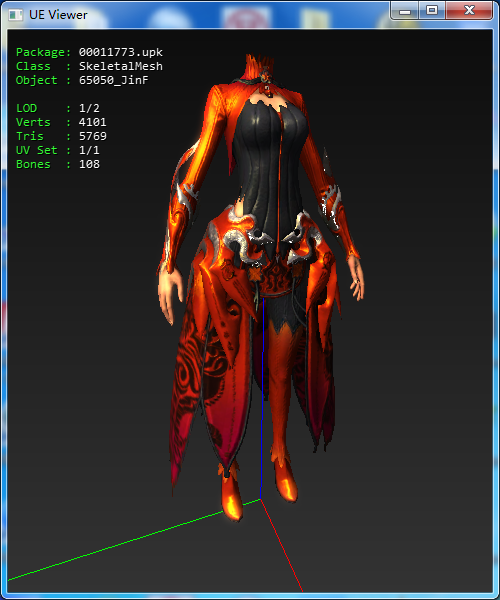 UE Viewer
Package: 00011773.upk
Class : SkeletalMesh
Object : 65050_JinF
LOD : 1/2
Verts : 4101
Tris : 5769
UV Set : 1/1
Bones : 108